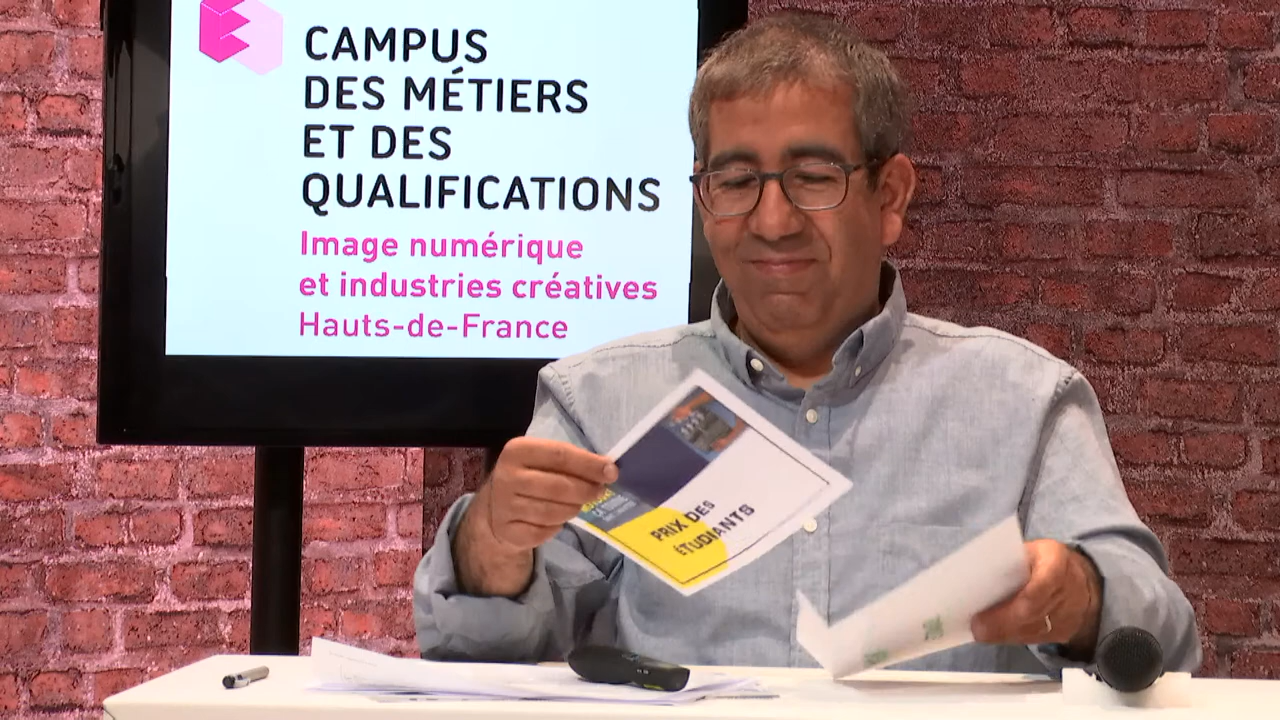 CAMPUS
DES MÉTIERS
ET DES
QUALIFICATIONS
Image numérique
et industries créatives
Hauts-de-France
PRIX DES
ÉTUDIANTS